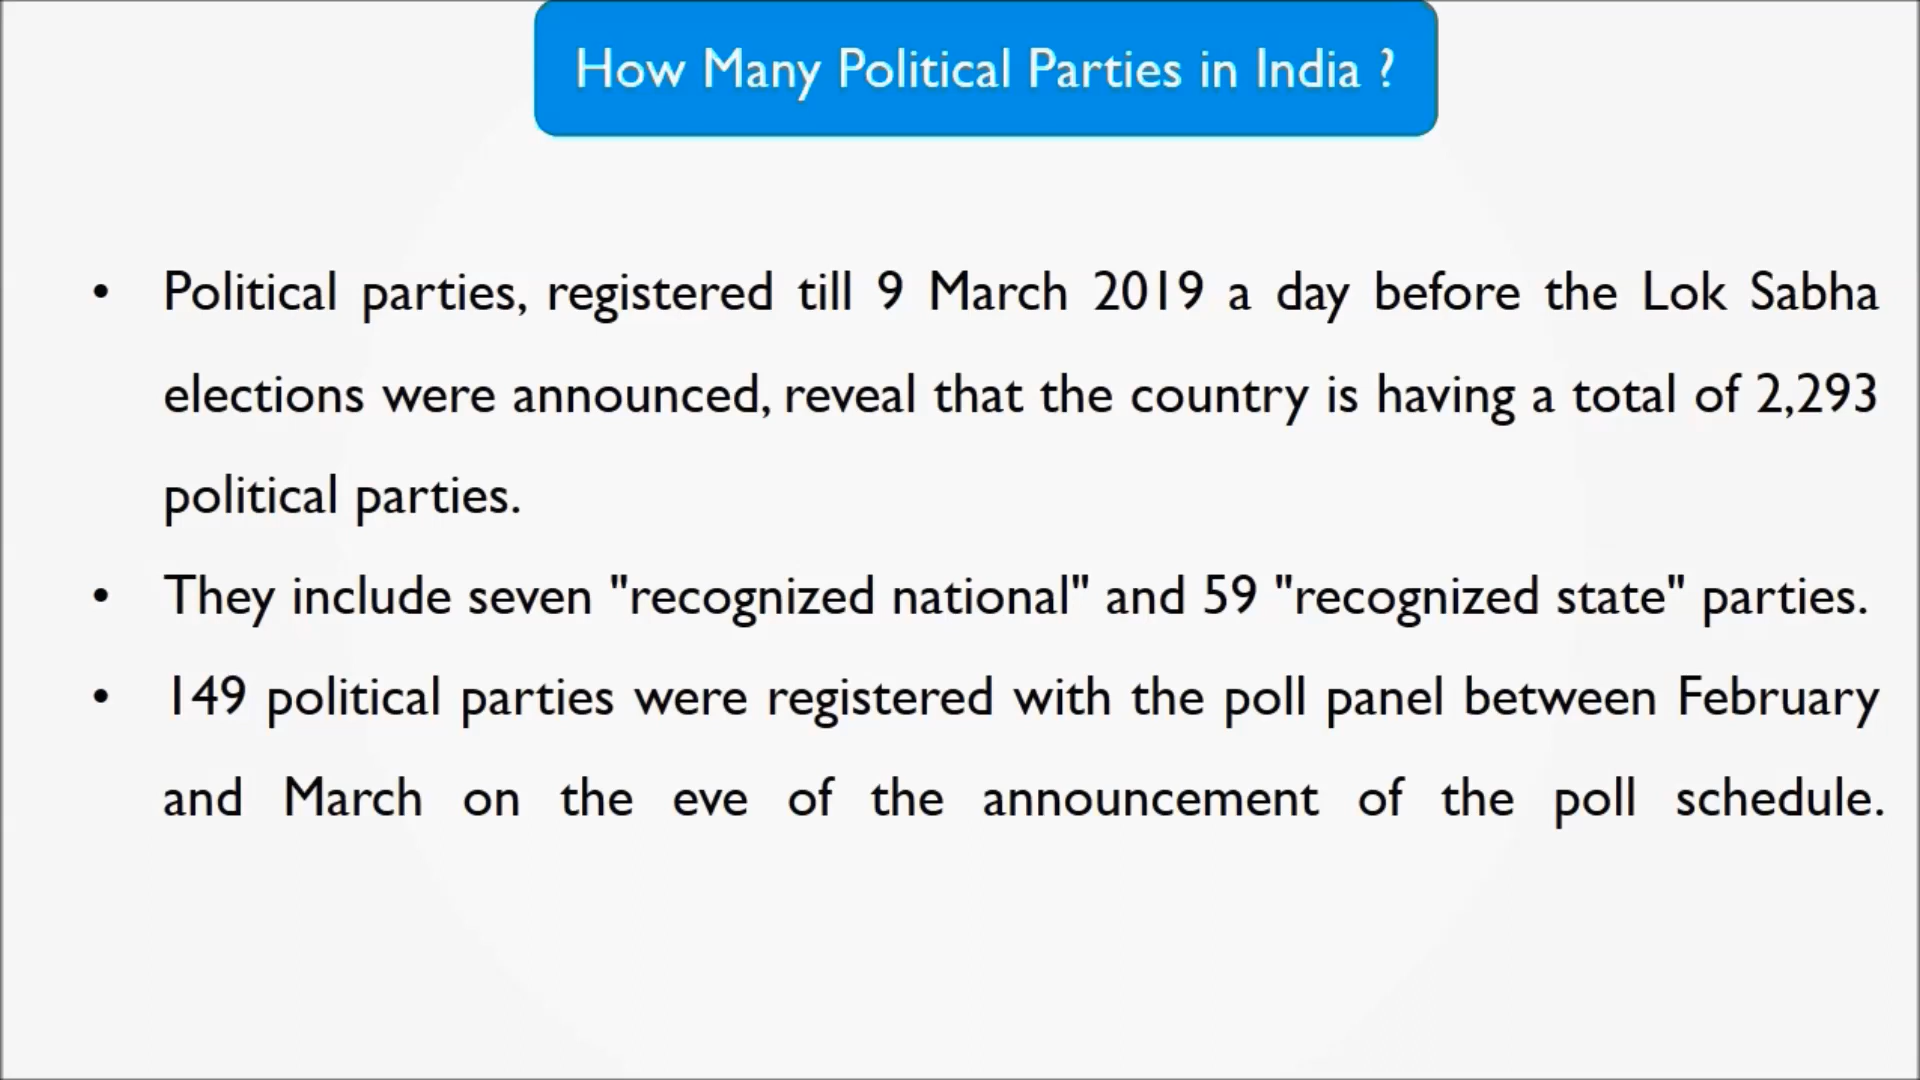 How Many Political Parties in India ?
• Political parties, registered till 9 March 2019 a day before the Lok Sabha
elections were announced, reveal that the country is having a total of 2,293
political parties.
• They include seven "recognized national" and 59 "recognized state" parties.
• 149 political parties were registered with the poll panel between February
and March on the eve of the announcement of the poll schedule.